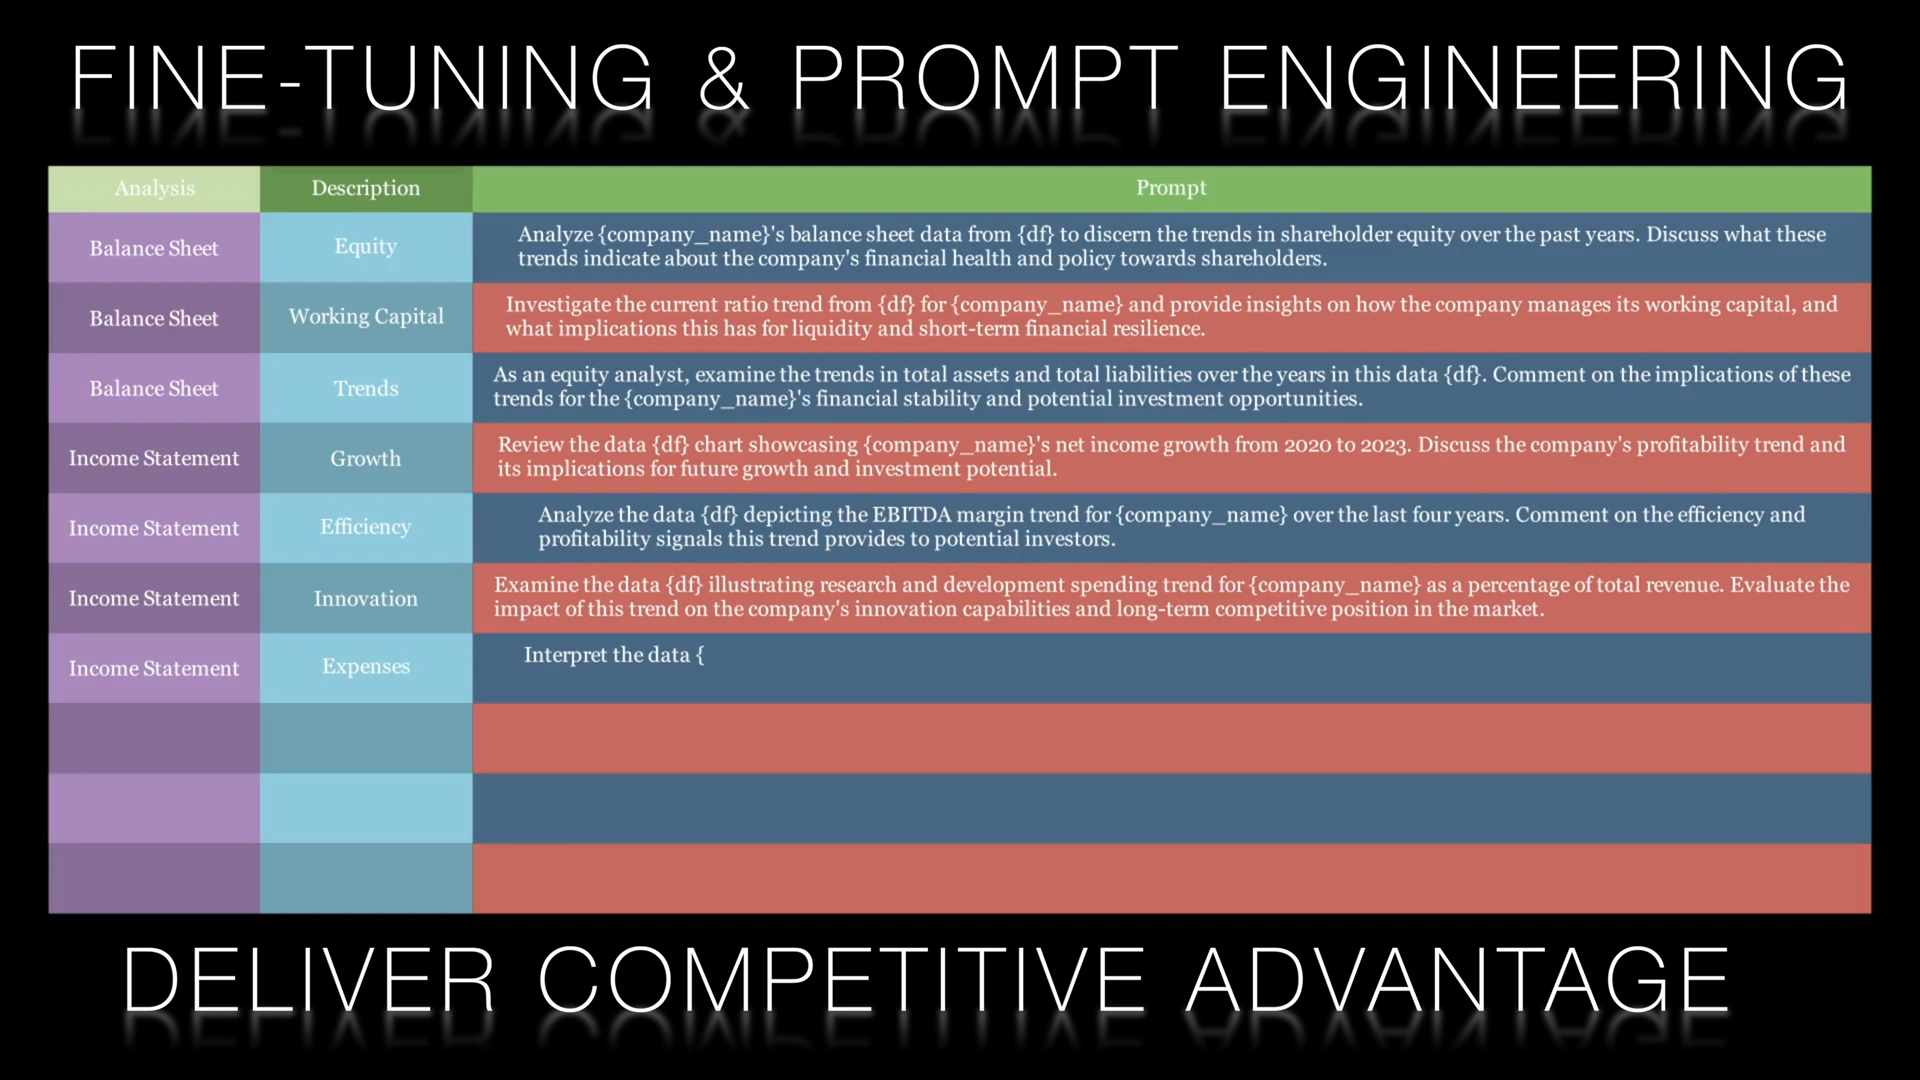 FINE-TUNING & PROMPT ENGINEERING
Analysis Description Prompt
Balance Sheet Equity Analyze {company_name}'s balance sheet data from {df} to discern the trends in shareholder equity over the past years. Discuss what these
trends indicate about the company's financial health and policy towards shareholders.
Balance Sheet Working Capital Investigate the current ratio trend from {df} for {company_name} and provide insights on how the company manages its working capital, and
what implications this has for liquidity and short-term financial resilience.
Balance Sheet Trends As an equity analyst, examine the trends in total assets and total liabilities over the years in this data {df}. Comment on the implications of these
trends for the {company_name}'s financial stability and potential investment opportunities.
Income Statement Growth Review the data {df} chart showcasing {company_name}'s net income growth from 2020 to 2023. Discuss the company's profitability trend and
its implications for future growth and investment potential.
Income Statement Efficiency Analyze the data {df} depicting the EBITDA margin trend for {company_name} over the last four years. Comment on the efficiency and
profitability signals this trend provides to potential investors.
Income Statement Innovation Examine the data {df} illustrating research and development spending trend for {company_name} as a percentage of total revenue. Evaluate the
impact of this trend on the company's innovation capabilities and long-term competitive position in the market.
Income Statement Expenses Interpret the data {
DELIVER COMPETITIVE ADVANTAGE